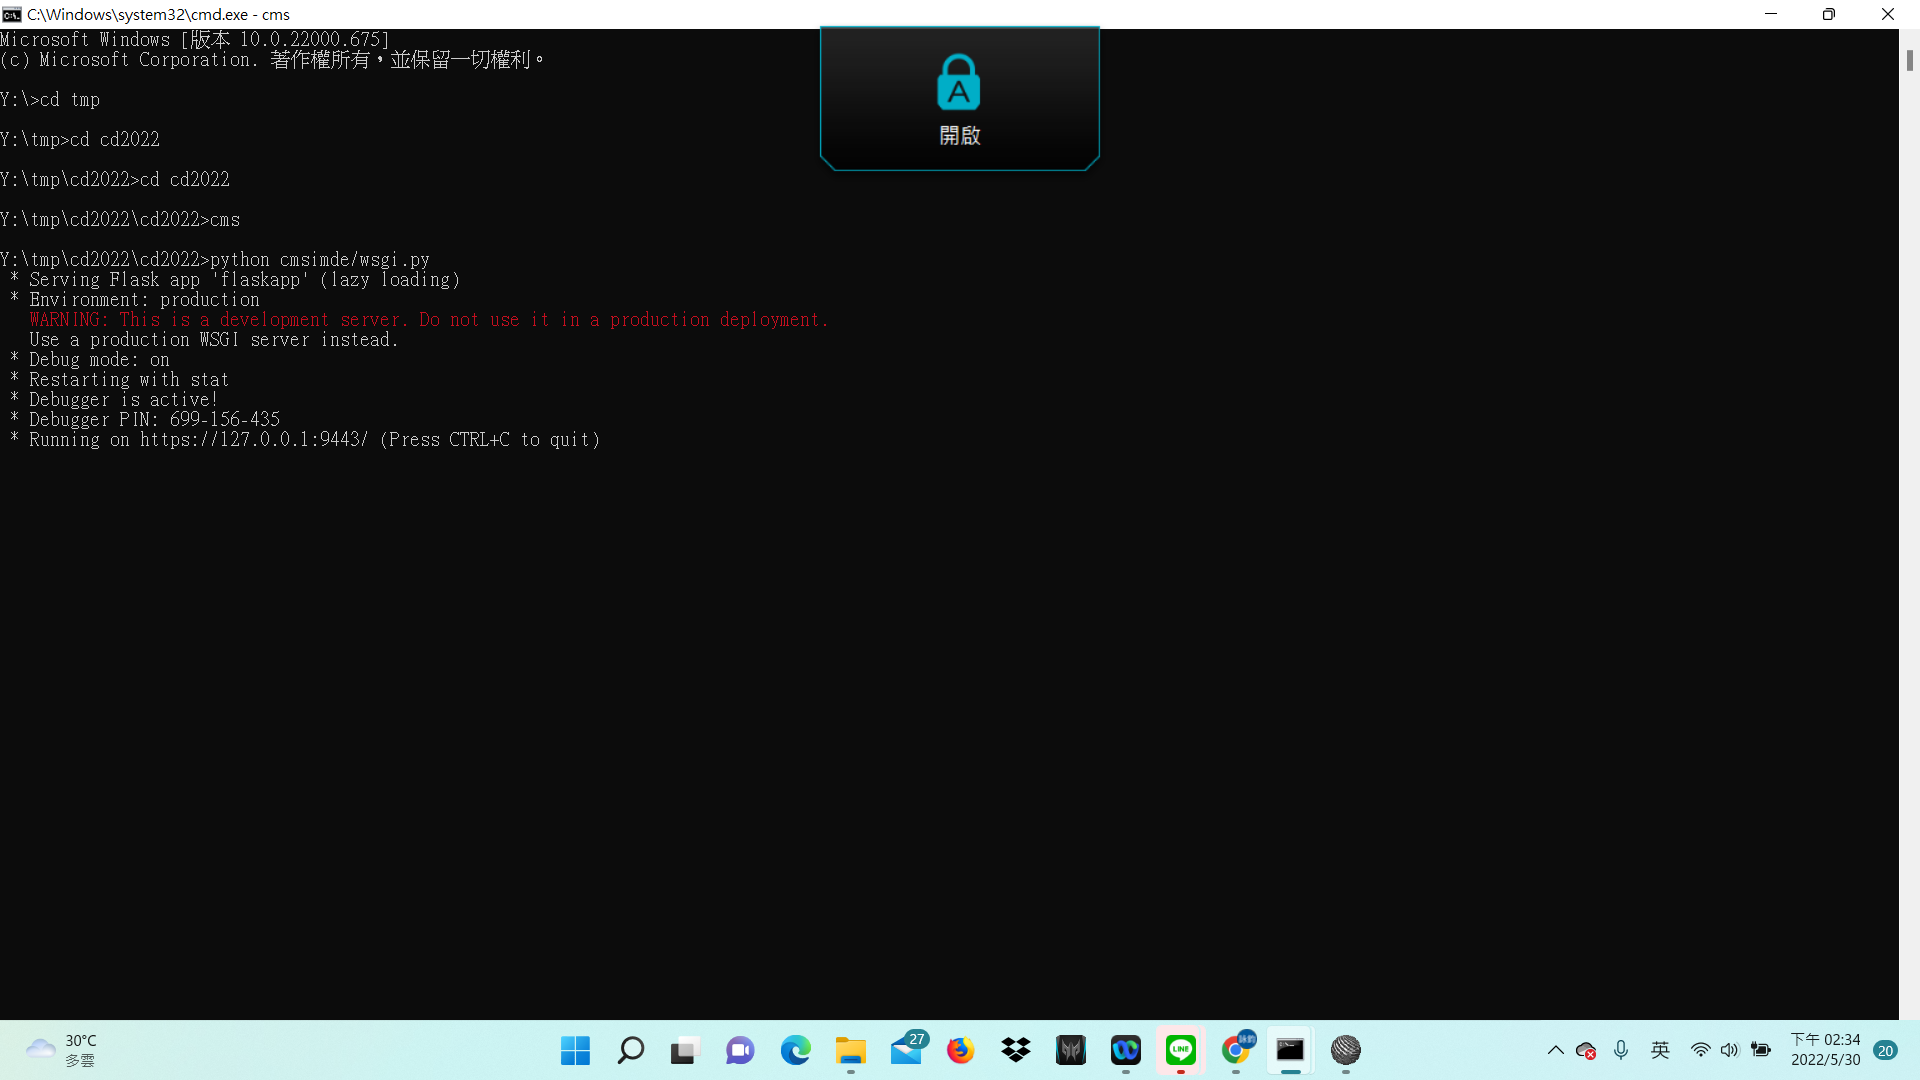 C:\Windows\system32\cmd.exe - cms
Microsoft Windows [版本 10.0.22000.675]
(c) Microsoft Corporation. 著作權所有，並保留一切權利。
Y:\>cd tmp
Y:\tmp>cd cd2022
Y:\tmp\cd2022>cd cd2022
Y:\tmp\cd2022\cd2022>cms
Y:\tmp\cd2022\cd2022>python cmsimde/wsgi.py
* Serving Flask app 'flaskapp' (lazy loading)
* Environment: production
WARNING: This is a development server. Do not use it in a production deployment.
Use a production WSGI server instead.
* Debug mode: on
* Restarting with stat
* Debugger is active!
* Debugger PIN: 699-156-435
* Running on https://127.0.0.1:9443/ (Press CTRL+C to quit)
A
開啟
30°C
多雲
27
LINE
英
下午 02:34
2022/5/30
20